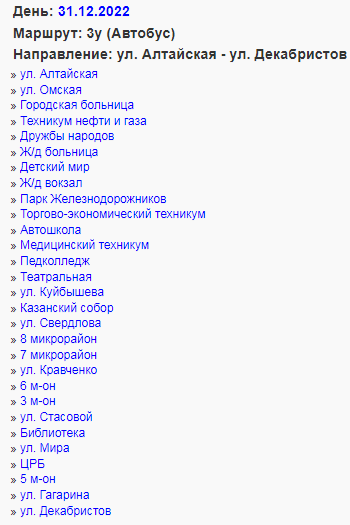 День: 31.12.2022
Маршрут: 3у (Автобус)
Направление: ул. Алтайская - ул. Декабристов
» ул. Алтайская
» ул. Омская
» Городская больница
» Техникум нефти и газа
» Дружбы народов
» Ж/д больница
» Детский мир
» Ж/д вокзал
» Парк Железнодорожников
» Торгово-экономический техникум
» Автошкола
» Медицинский техникум
» Педколледж
» Театральная
» ул. Куйбышева
» Казанский собор
» ул. Свердлова
» 8 микрорайон
» 7 микрорайон
» ул. Кравченко
» 6 м-он
» 3 м-он
» ул. Стасовой
» Библиотека
» ул. Мира
» ЦРБ
» 5 м-он
» ул. Гагарина
» ул. Декабристов